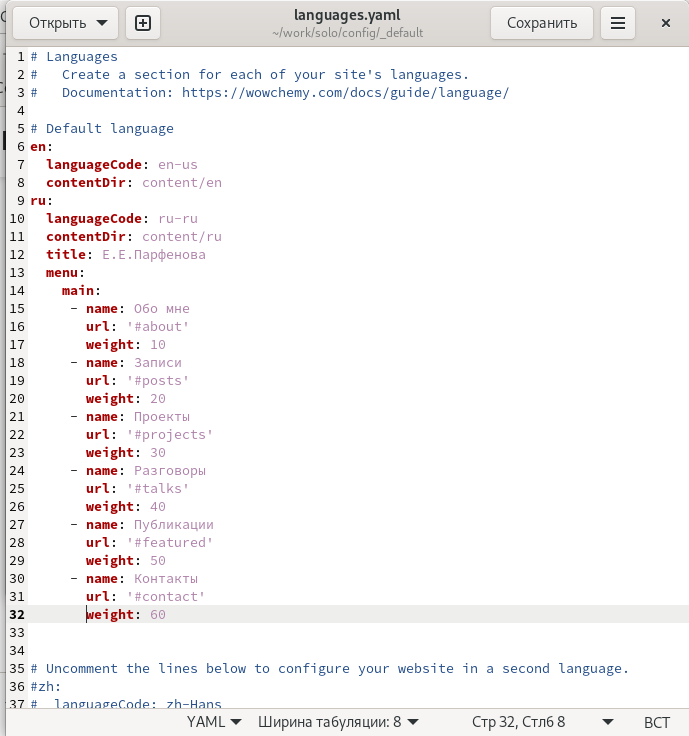 Открыть
languages.yaml
~/work/solo/config/_default
Сохранить
1 # Languages
2 #   Create a section for each of your site's languages.
3 #   Documentation: https://wowchemy.com/docs/guide/language/
4
5 # Default language
6 en:
7   languageCode: en-us
8   contentDir: content/en
9 ru:
10   languageCode: ru-ru
11   contentDir: content/ru
12   title: Е.Е.Парфенова
13   menu:
14     main:
15      - name: Обо мне
16        url: '#about'
17        weight: 10
18      - name: Записи
19        url: '#posts'
20        weight: 20
21      - name: Проекты
22        url: '#projects'
23        weight: 30
24      - name: Разговоры
25        url: '#talks'
26        weight: 40
27      - name: Публикации
28        url: '#featured'
29        weight: 50
30      - name: Контакты
31        url: '#contact'
32        weight: 60
33
34
35 # Uncomment the lines below to configure your website in a second language.
36 #zh:
37 #  languageCode: zh-Hans
YAML Ширина табуляции: 8 Стр 32, Стлб 8 ВСТ